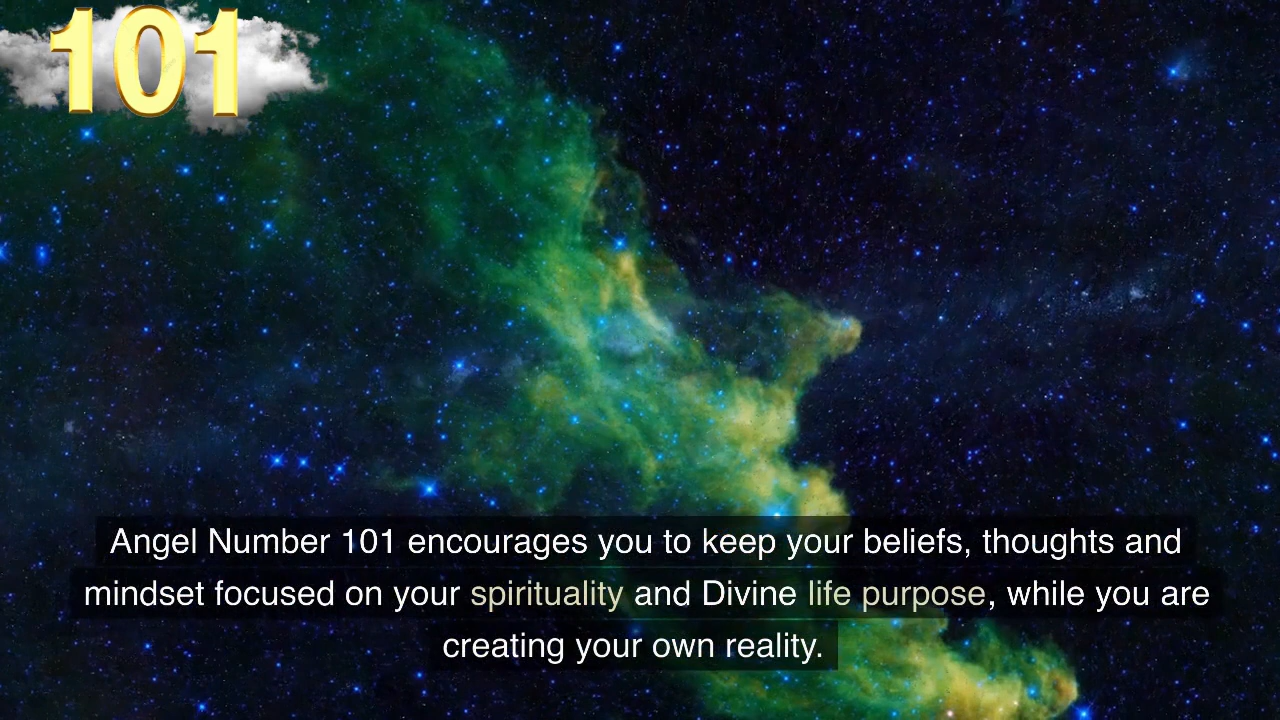 101
Angel Number 101 encourages you to keep your beliefs, thoughts and
mindset focused on your spirituality and Divine life purpose, while you are
creating your own reality.